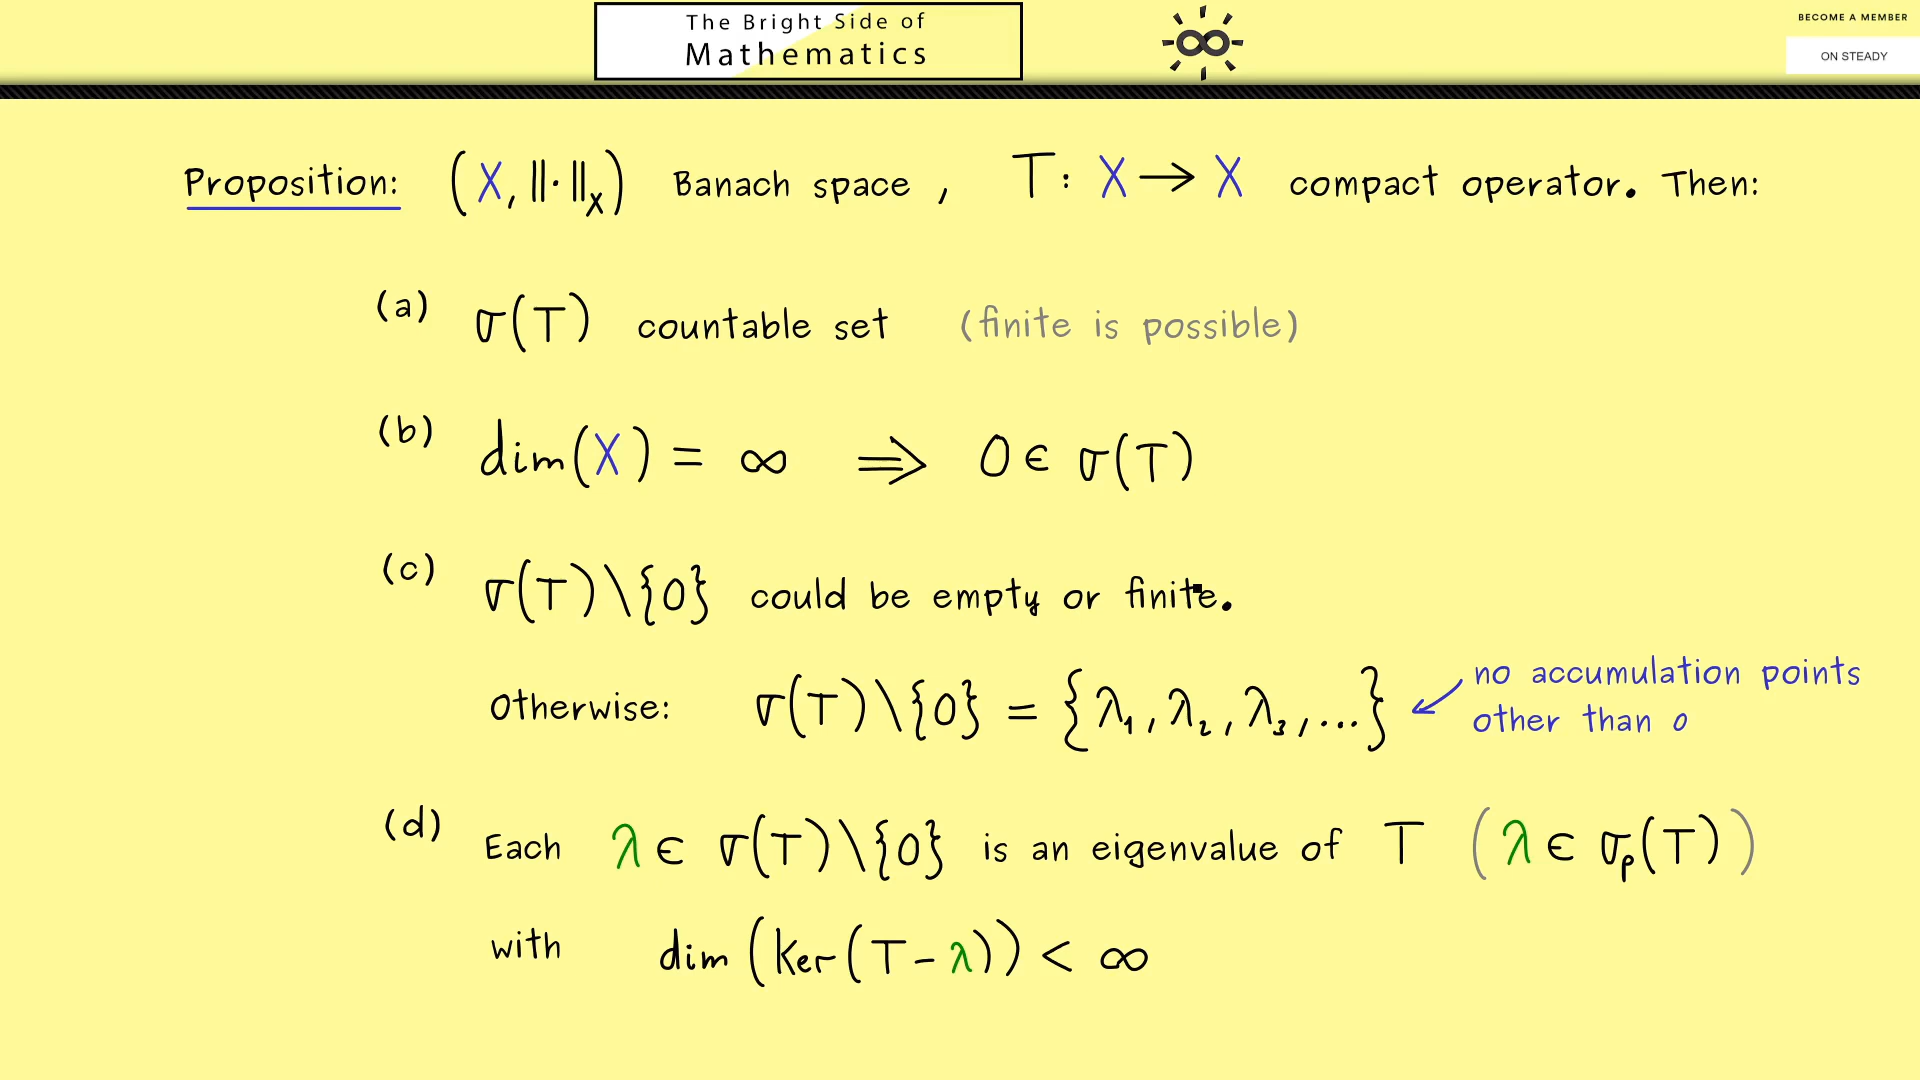 The Bright Side of
Mathematics
BECOME A MEMBER
ON STEADY
Proposition: (X, ‖·‖ₓ) Banach space, T: X → X compact operator. Then:
(a) σ(T) countable set (finite is possible)
(b) dim(X) = ∞ ⟹ 0 ∈ σ(T)
(c) σ(T)\{0} could be empty or finite.
Otherwise: σ(T)\{0} = {λ₁, λ₂, λ₃, ...}
no accumulation points
other than 0
(d) Each λ ∈ σ(T)\{0} is an eigenvalue of T (λ ∈ σₚ(T))
with dim(Ker(T-λ)) < ∞